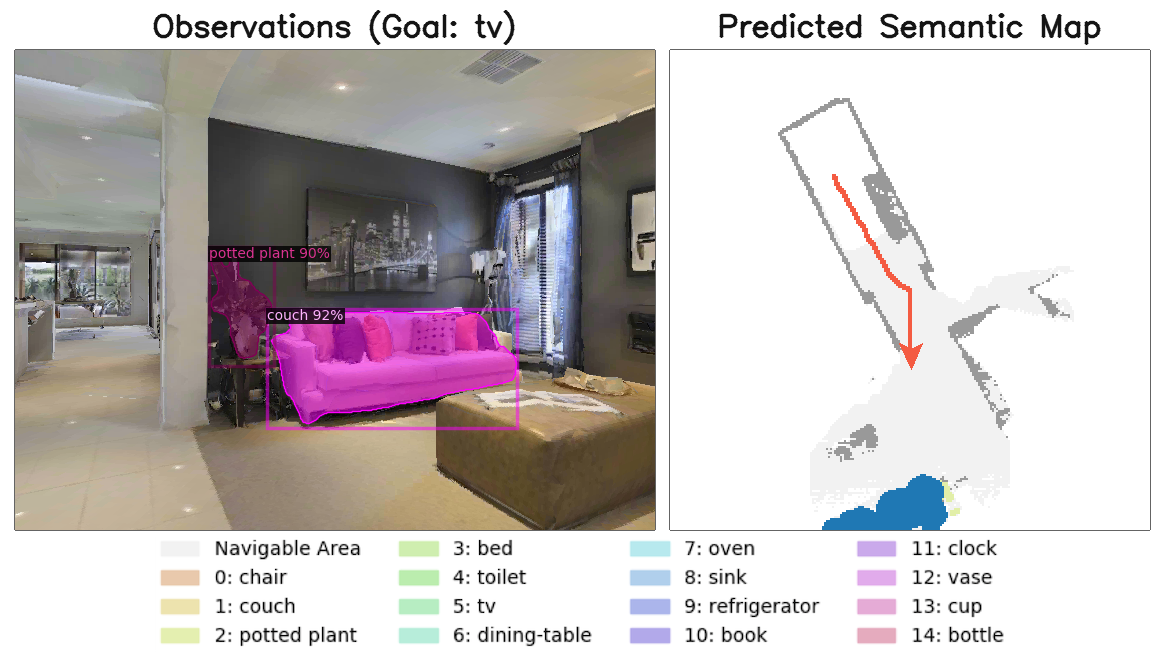 Observations (Goal: tv)
Predicted Semantic Map
potted plant 90%
couch 92%
Navigable Area
0: chair
1: couch
2: potted plant
3: bed
4: toilet
5: tv
6: dining-table
7: oven
8: sink
9: refrigerator
10: book
11: clock
12: vase
13: cup
14: bottle